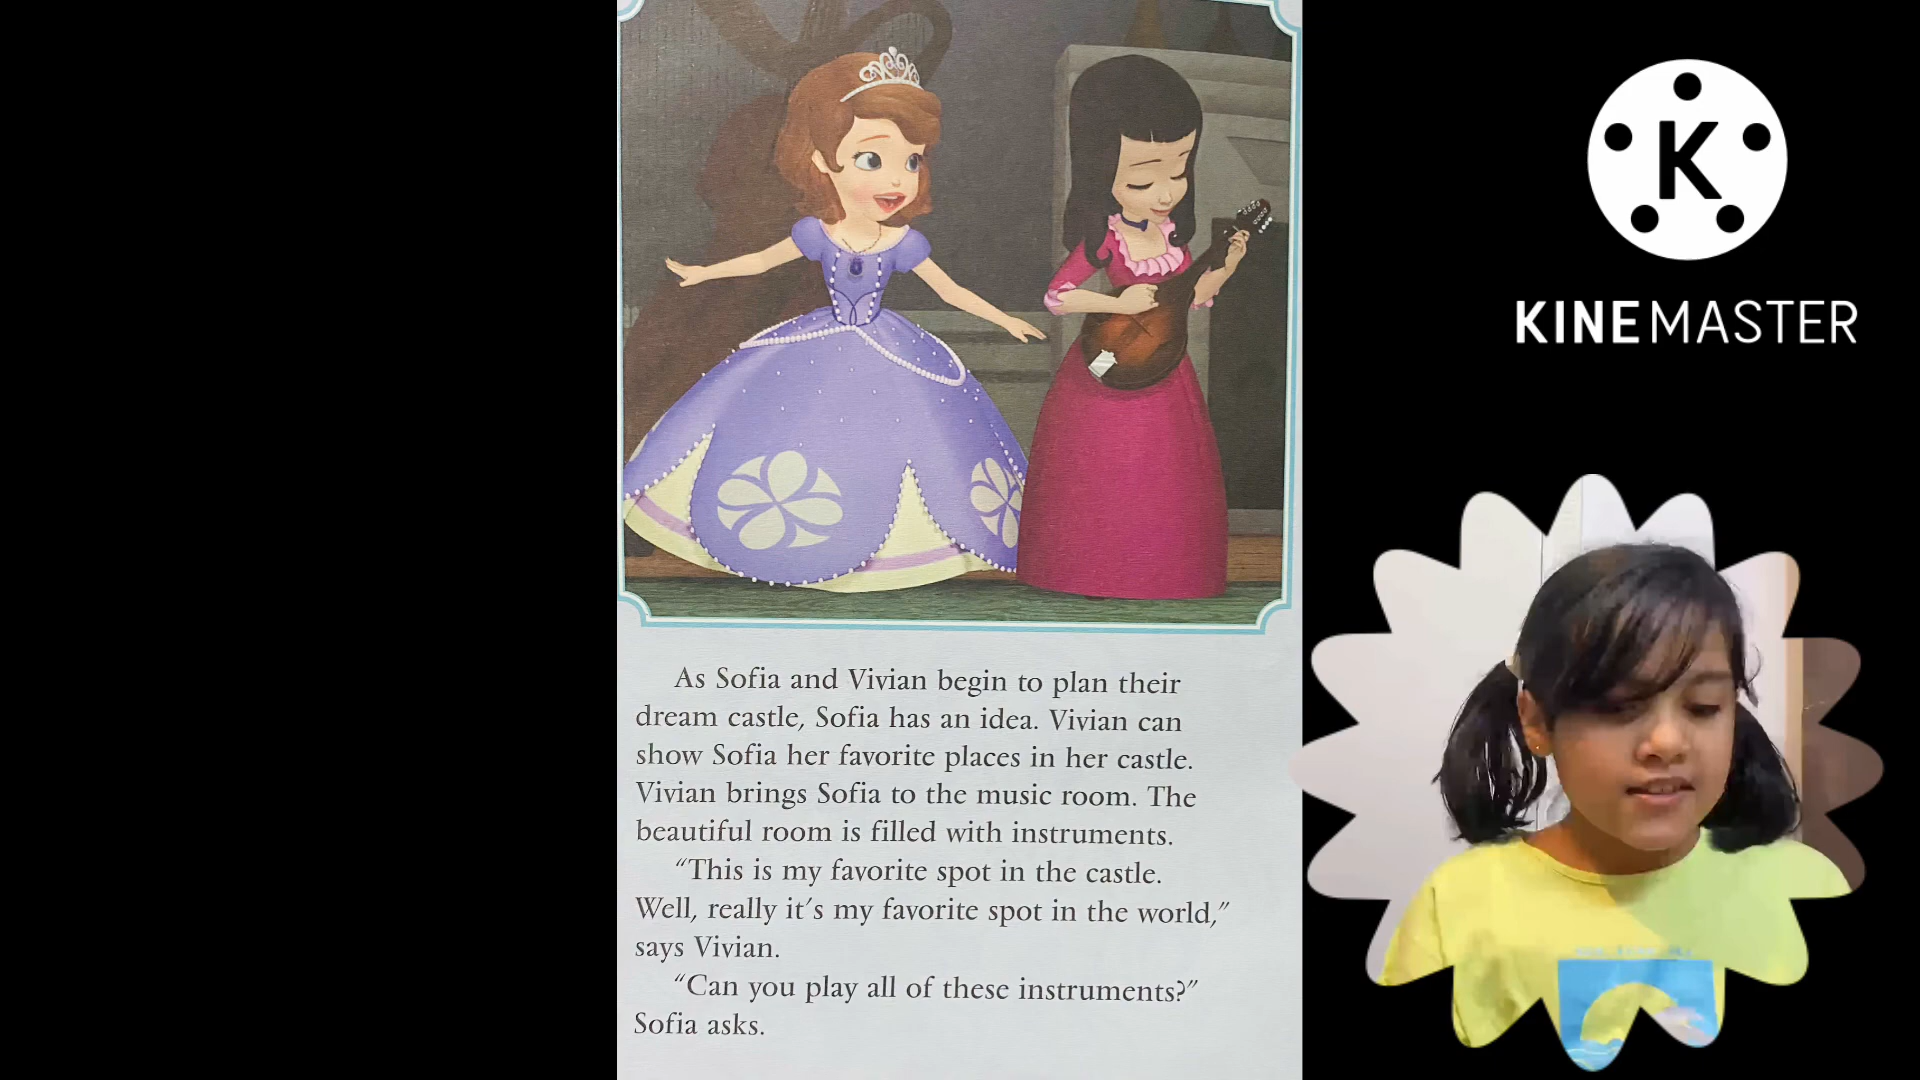 As Sofia and Vivian begin to plan their
dream castle, Sofia has an idea. Vivian can
show Sofia her favorite places in her castle.
Vivian brings Sofia to the music room. The
beautiful room is filled with instruments.
“This is my favorite spot in the castle.
Well, really it's my favorite spot in the world,”
says Vivian.
“Can you play all of these instruments?”
Sofia asks.
K
KINEMASTER